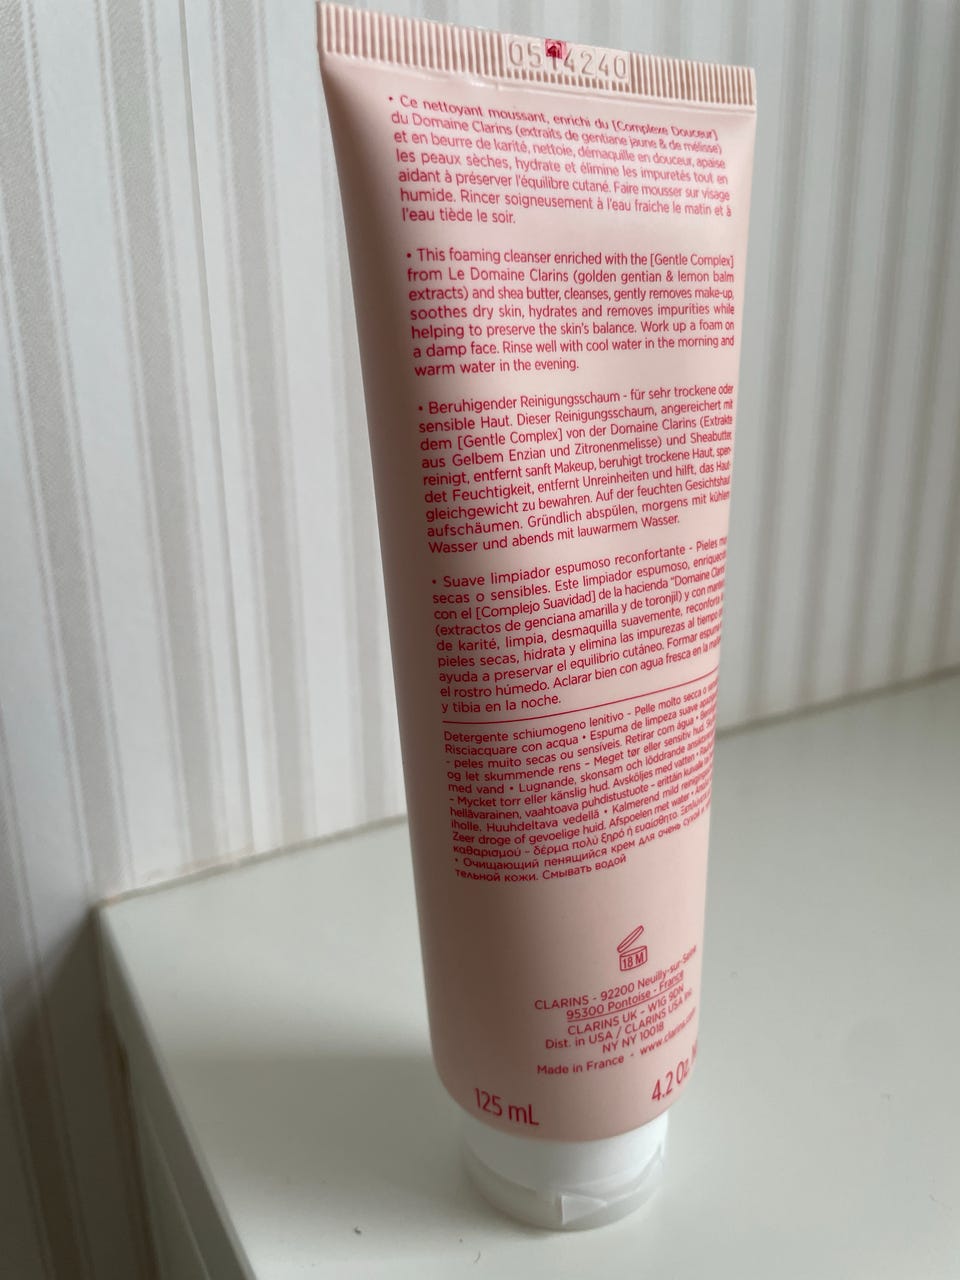 0514240
• Ce nettoyant moussant, enrichi du [Complexe Douceur]
du Domaine Clarins (extraits de gentiane jaune & de mélisse)
et en beurre de karité, nettoie, démaquille en douceur, apaise
les peaux sèches, hydrate et élimine les impuretés tout en
aidant à préserver l'équilibre cutané. Faire mousser sur visage
humide. Rincer soigneusement à l'eau fraiche le matin et à
l'eau tiède le soir.
• This foaming cleanser enriched with the [Gentle Complex]
from Le Domaine Clarins (golden gentian & lemon balm
extracts) and shea butter, cleanses, gently removes make-up,
soothes dry skin, hydrates and removes impurities while
helping to preserve the skin's balance. Work up a foam on
a damp face. Rinse well with cool water in the morning and
warm water in the evening.
• Beruhigender Reinigungsschaum - für sehr trockene oder
sensible Haut. Dieser Reinigungsschaum, angereichert mit
dem [Gentle Complex] von der Domaine Clarins (Extrakte
aus Gelbem Enzian und Zitronenmelisse) und Sheabutter,
reinigt, entfernt sanft Makeup, beruhigt trockene Haut, spen-
det Feuchtigkeit, entfernt Unreinheiten und hilft, das Haut-
gleichgewicht zu bewahren. Auf der feuchten Gesichtshaut
aufschäumen. Gründlich abspülen, morgens mit kühlem
Wasser und abends mit lauwarmem Wasser.
• Suave limpiador espumoso reconfortante - Pieles
secas o sensibles. Este limpiador espumoso,
con el [Complejo Suavidad] de la hacienda "Domaine
(extractos de genciana amarilla y de toronjil) y con
de karité, limpia, desmaquilla suavemente,
pieles secas, hidrata y elimina las impurezas al tiempo
ayuda a preservar el equilibrio cutáneo. Formar
el rostro húmedo. Aclarar bien con agua fresca en la
y tibia en la noche.
Detergente schiumogeno lenitivo - Pelle molto secca o
Risciacquare con acqua • Espuma de limpeza suave
- peles muito secas ou sensíveis. Retirar com água •
og let skummende rens - Meget tør eller sensitiv hud.
med vand • Lugnande, skonsam och löddrande
- Mycket torr eller känslig hud. Avsköljes med vatten •
hellävarainen, vaahtoava puhdistustuote - erittäin
iholle. Huuhdeltava vedellä • Kalmerend mild
Zeer droge of gevoelige huid. Afspoelen met water •
καθαρισμού - δέρμα πολύ ξηρό ή ευαίσθητο.
• Очищающий пенящийся крем для очень сухой
тельной кожи. Смывать водой
18 M
CLARINS - 92200 Neuilly-sur-Seine
95300 Pontoise - France
CLARINS UK - W1G 9DN
Dist. in USA / CLARINS USA
NY NY 10018
Made in France • www.clarins.com
125 mL
4.2 Oz.